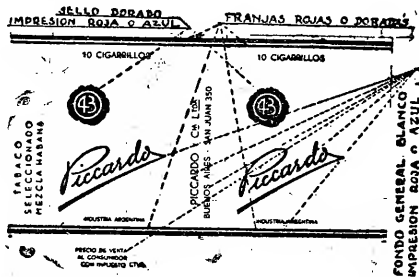 SELLO DORADO
IMPRESION ROJA O AZUL
FRANJAS ROJAS O DORADAS
10 CIGARRILLOS
10 CIGARRILLOS
43
43
TABACO
SELECCIONADO
MEZCLA HABANO
Piccardo
PICCARDO Y CIA LTDA
BUENOS AIRES - SAN JUAN 350
Piccardo
INDUSTRIA ARGENTINA
INDUSTRIA ARGENTINA
PRECIO DE VENTA
AL CONSUMIDOR
CON IMPUESTO CTVS.
FONDO GENERAL BLANCO
IMPRESION ROJA O AZUL